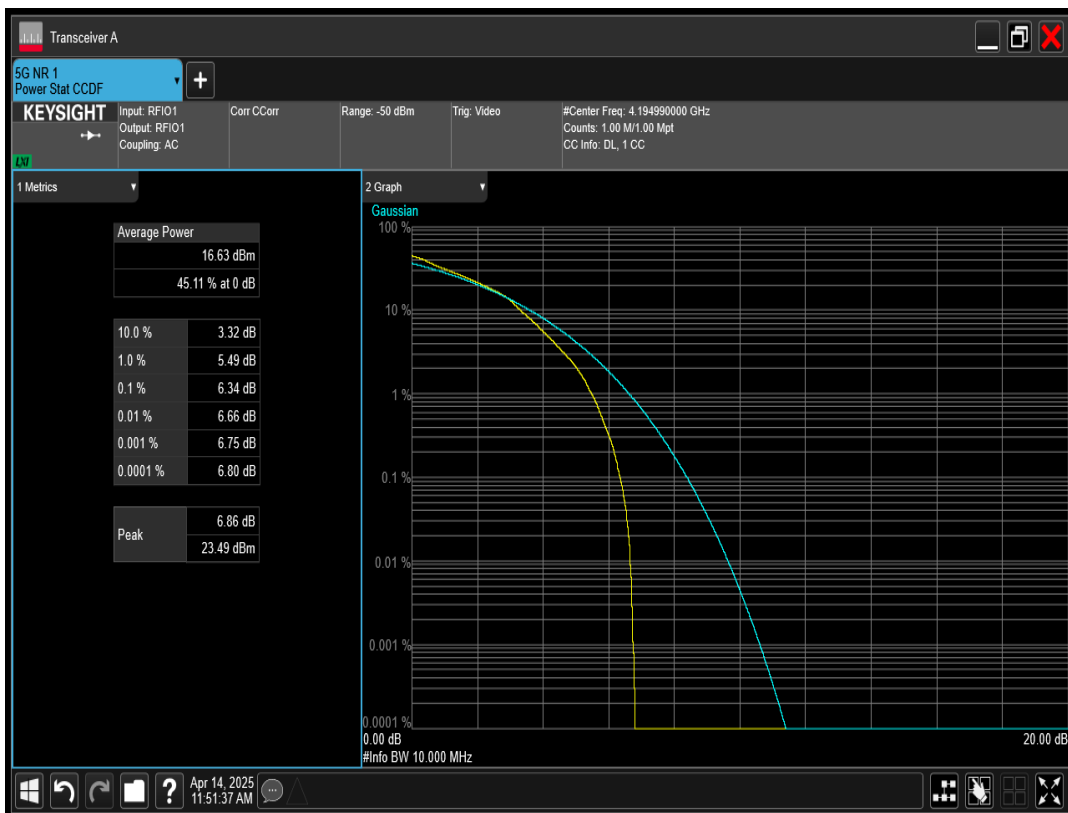 Transceiver A
5G NR 1
Power Stat CCDF
+
KEYSIGHT
LXI
Input: RFIO1
Output: RFIO1
Coupling: AC
Corr CCorr
Range: -50 dBm
Trig: Video
#Center Freq: 4.194990000 GHz
Counts: 1.00 M/1.00 Mpt
CC Info: DL, 1 CC
1 Metrics
Average Power
16.63 dBm
45.11 % at 0 dB
10.0 % 3.32 dB
1.0 % 5.49 dB
0.1 % 6.34 dB
0.01 % 6.66 dB
0.001 % 6.75 dB
0.0001 % 6.80 dB
Peak
6.86 dB
23.49 dBm
2 Graph
Gaussian
100 %
10 %
1 %
0.1 %
0.01 %
0.001 %
0.0001 %
0.00 dB 20.00 dB
#Info BW 10.000 MHz
?
Apr 14, 2025
11:51:37 AM